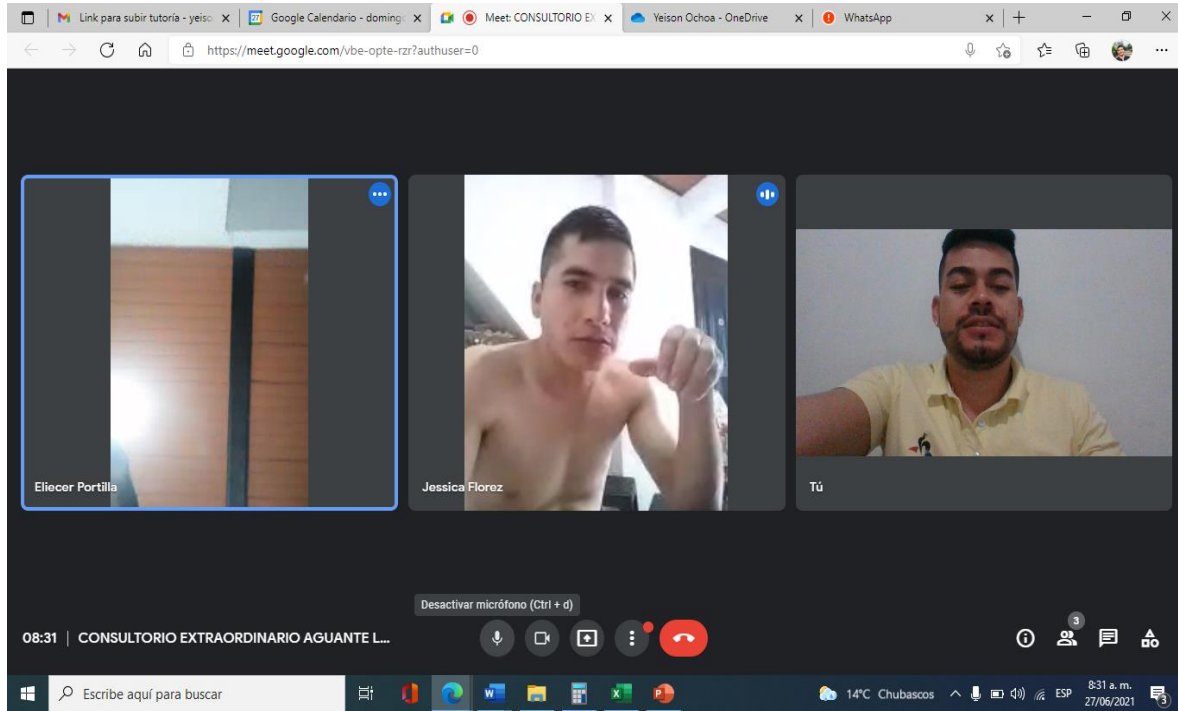 Link para subir tutoría - yeiso
Google Calendario - doming
Meet: CONSULTORIO EX
Yeison Ochoa - OneDrive
WhatsApp
https://meet.google.com/vbe-opte-rzr?authuser=0
Eliecer Portilla
Jessica Florez
Tú
Desactivar micrófono (Ctrl + d)
08:31 | CONSULTORIO EXTRAORDINARIO AGUANTE L...
3
Escribe aquí para buscar
14°C Chubascos
ESP
8:31 a. m.
27/06/2021
3